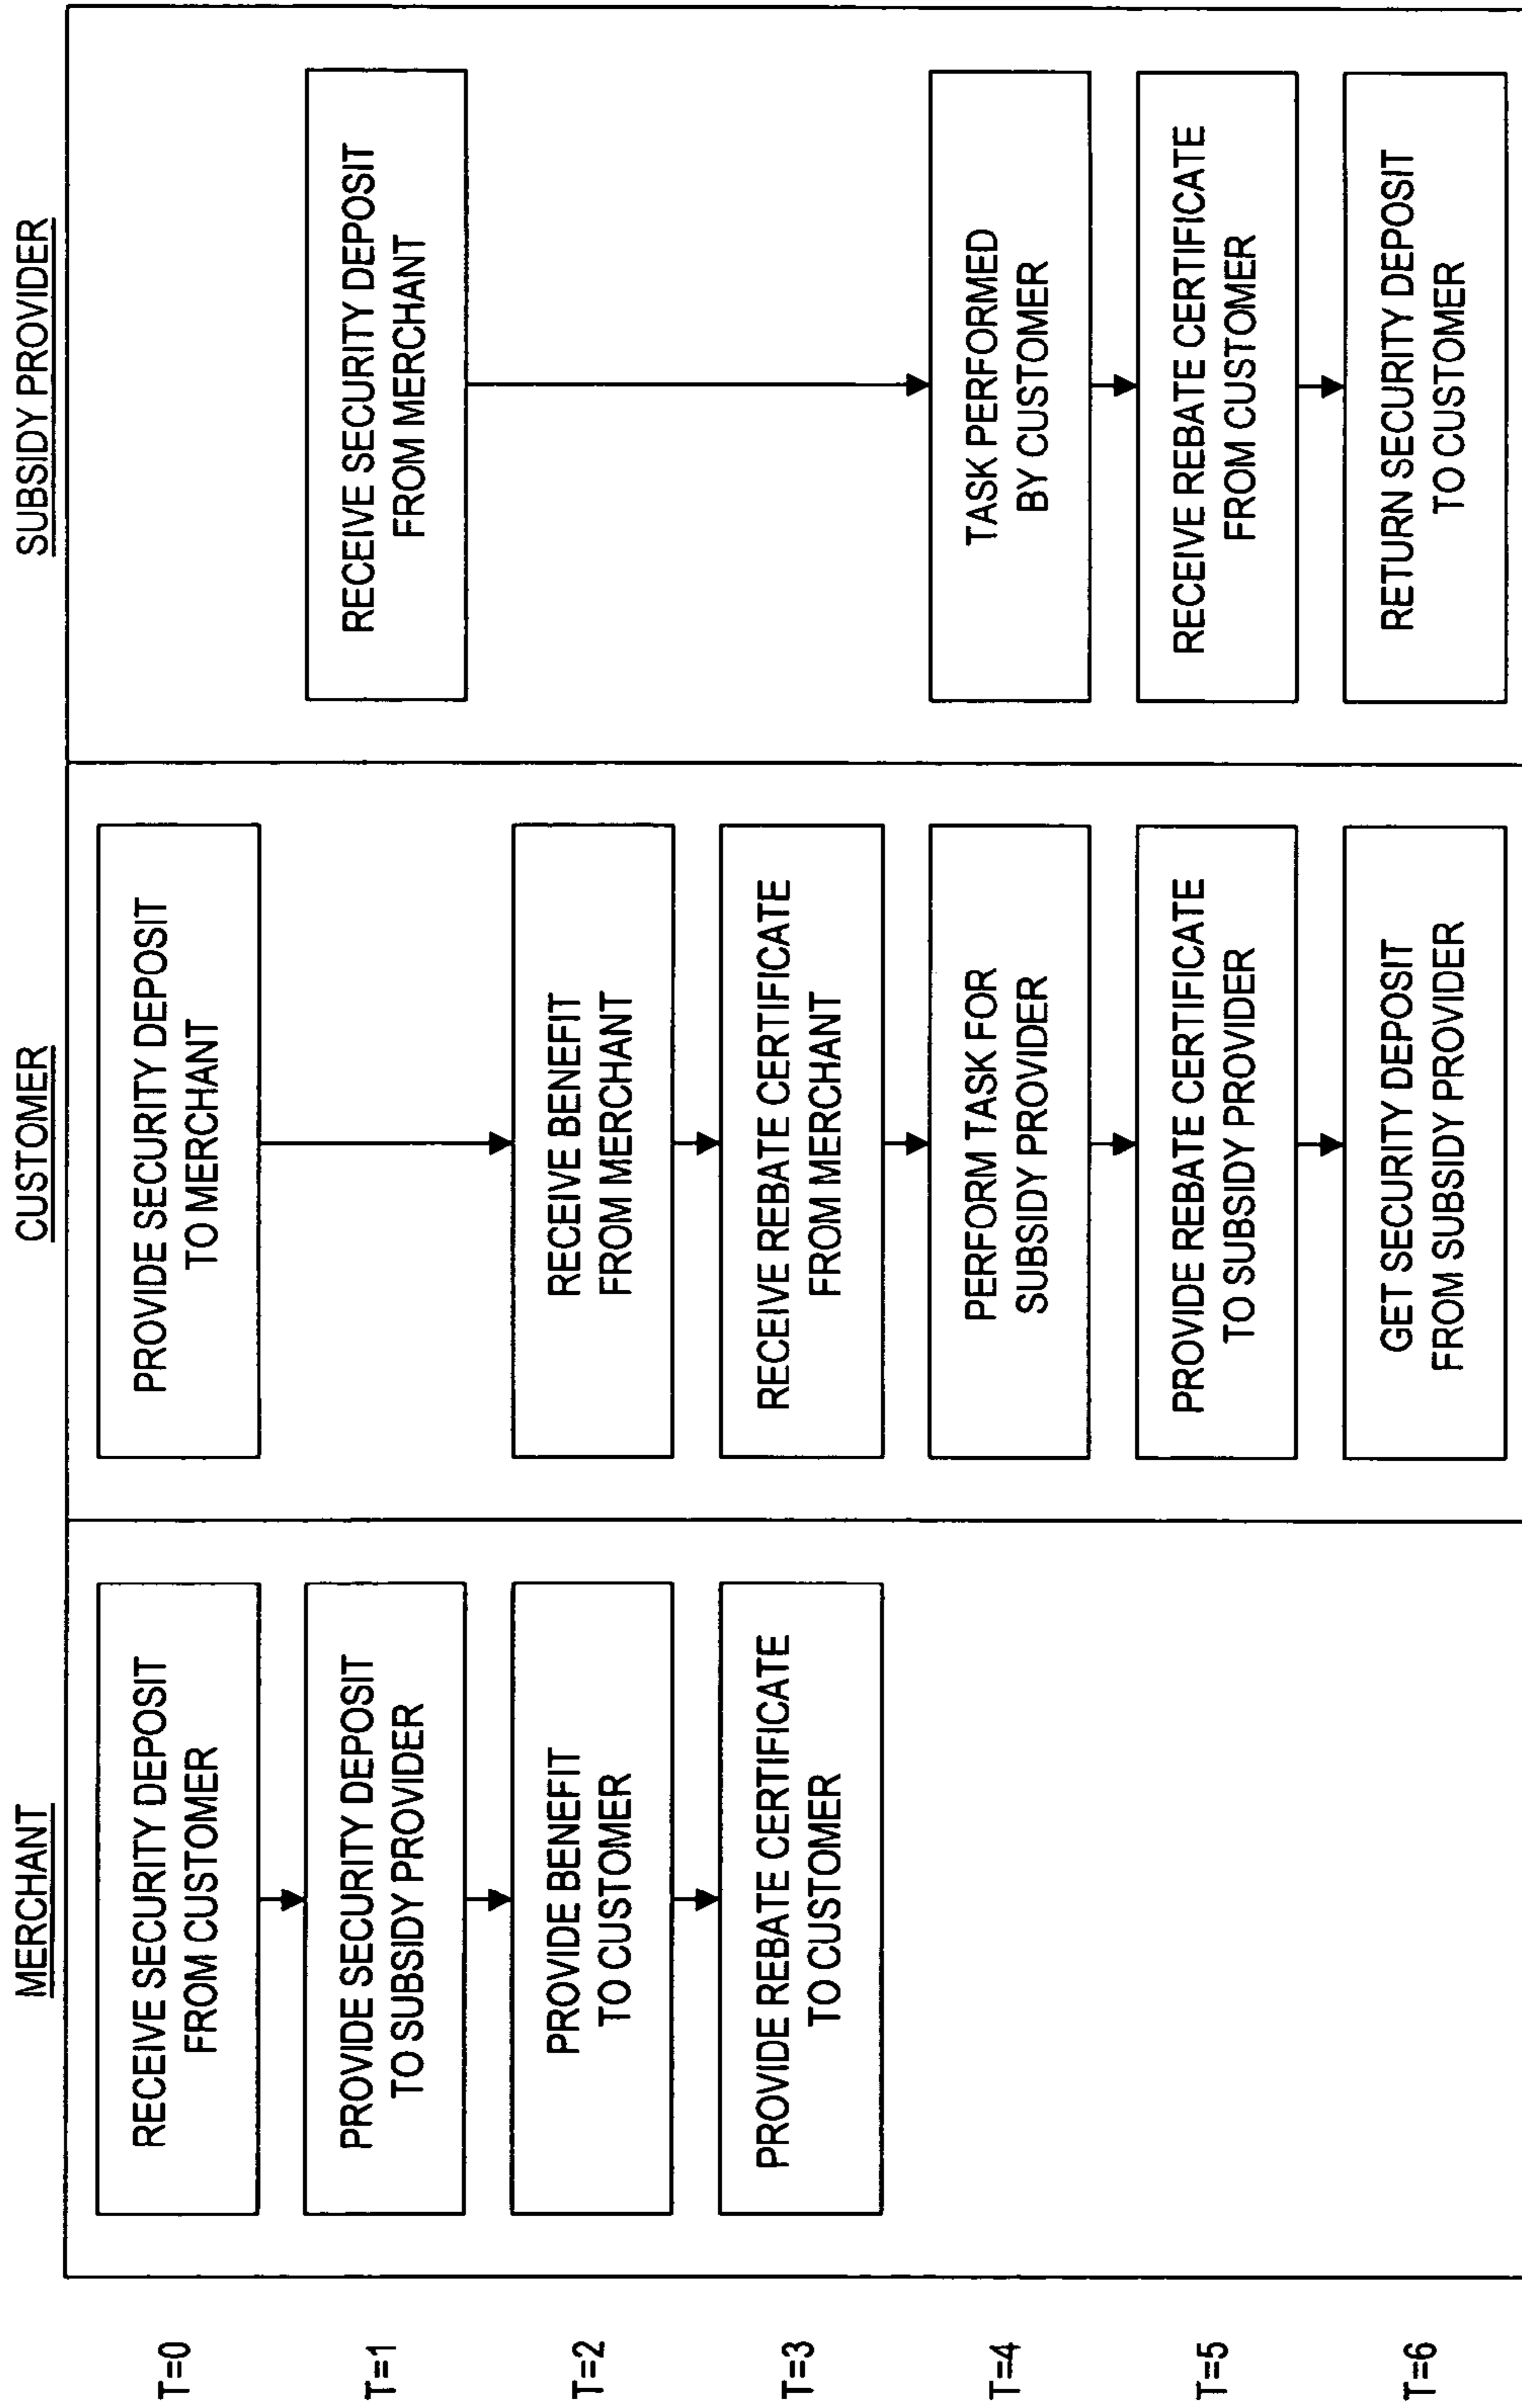 MERCHANT
CUSTOMER
SUBSIDY PROVIDER
T=0
RECEIVE SECURITY DEPOSIT
FROM CUSTOMER
PROVIDE SECURITY DEPOSIT
TO MERCHANT
T=1
PROVIDE SECURITY DEPOSIT
TO SUBSIDY PROVIDER
RECEIVE SECURITY DEPOSIT
FROM MERCHANT
T=2
PROVIDE BENEFIT
TO CUSTOMER
RECEIVE BENEFIT
FROM MERCHANT
T=3
PROVIDE REBATE CERTIFICATE
TO CUSTOMER
RECEIVE REBATE CERTIFICATE
FROM MERCHANT
T=4
PERFORM TASK FOR
SUBSIDY PROVIDER
TASK PERFORMED
BY CUSTOMER
T=5
PROVIDE REBATE CERTIFICATE
TO SUBSIDY PROVIDER
RECEIVE REBATE CERTIFICATE
FROM CUSTOMER
T=6
GET SECURITY DEPOSIT
FROM SUBSIDY PROVIDER
RETURN SECURITY DEPOSIT
TO CUSTOMER